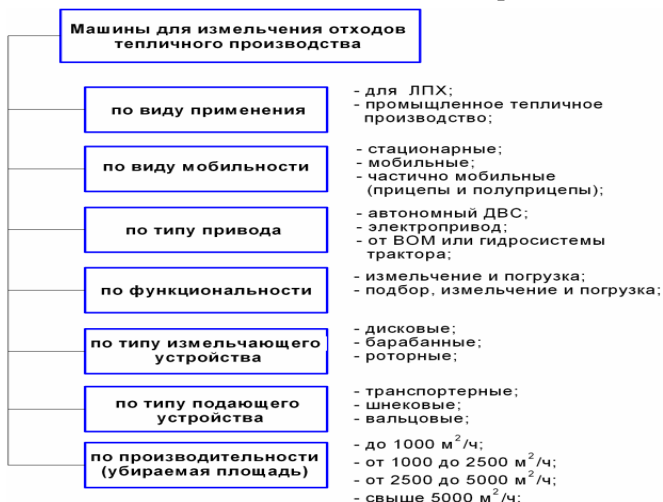 Машины для измельчения отходов
тепличного производства
по виду применения
- для ЛПХ;
- промыщленное тепличное
производство;
по виду мобильности
- стационарные;
- мобильные;
- частично мобильные
(прицепы и полуприцепы);
по типу привода
- автономный ДВС;
- электропривод;
- от ВОМ или гидросистемы
трактора;
по функциональности
- измельчение и погрузка;
- подбор, измельчение и погрузка;
по типу измельчающего
устройства
- дисковые;
- барабанные;
- роторные;
по типу подающего
устройства
- транспортерные;
- шнековые;
- вальцовые;
по производительности
(убираемая площадь)
- до 1000 м²/ч;
- от 1000 до 2500 м²/ч;
- от 2500 до 5000 м²/ч;
- свыше 5000 м²/ч;